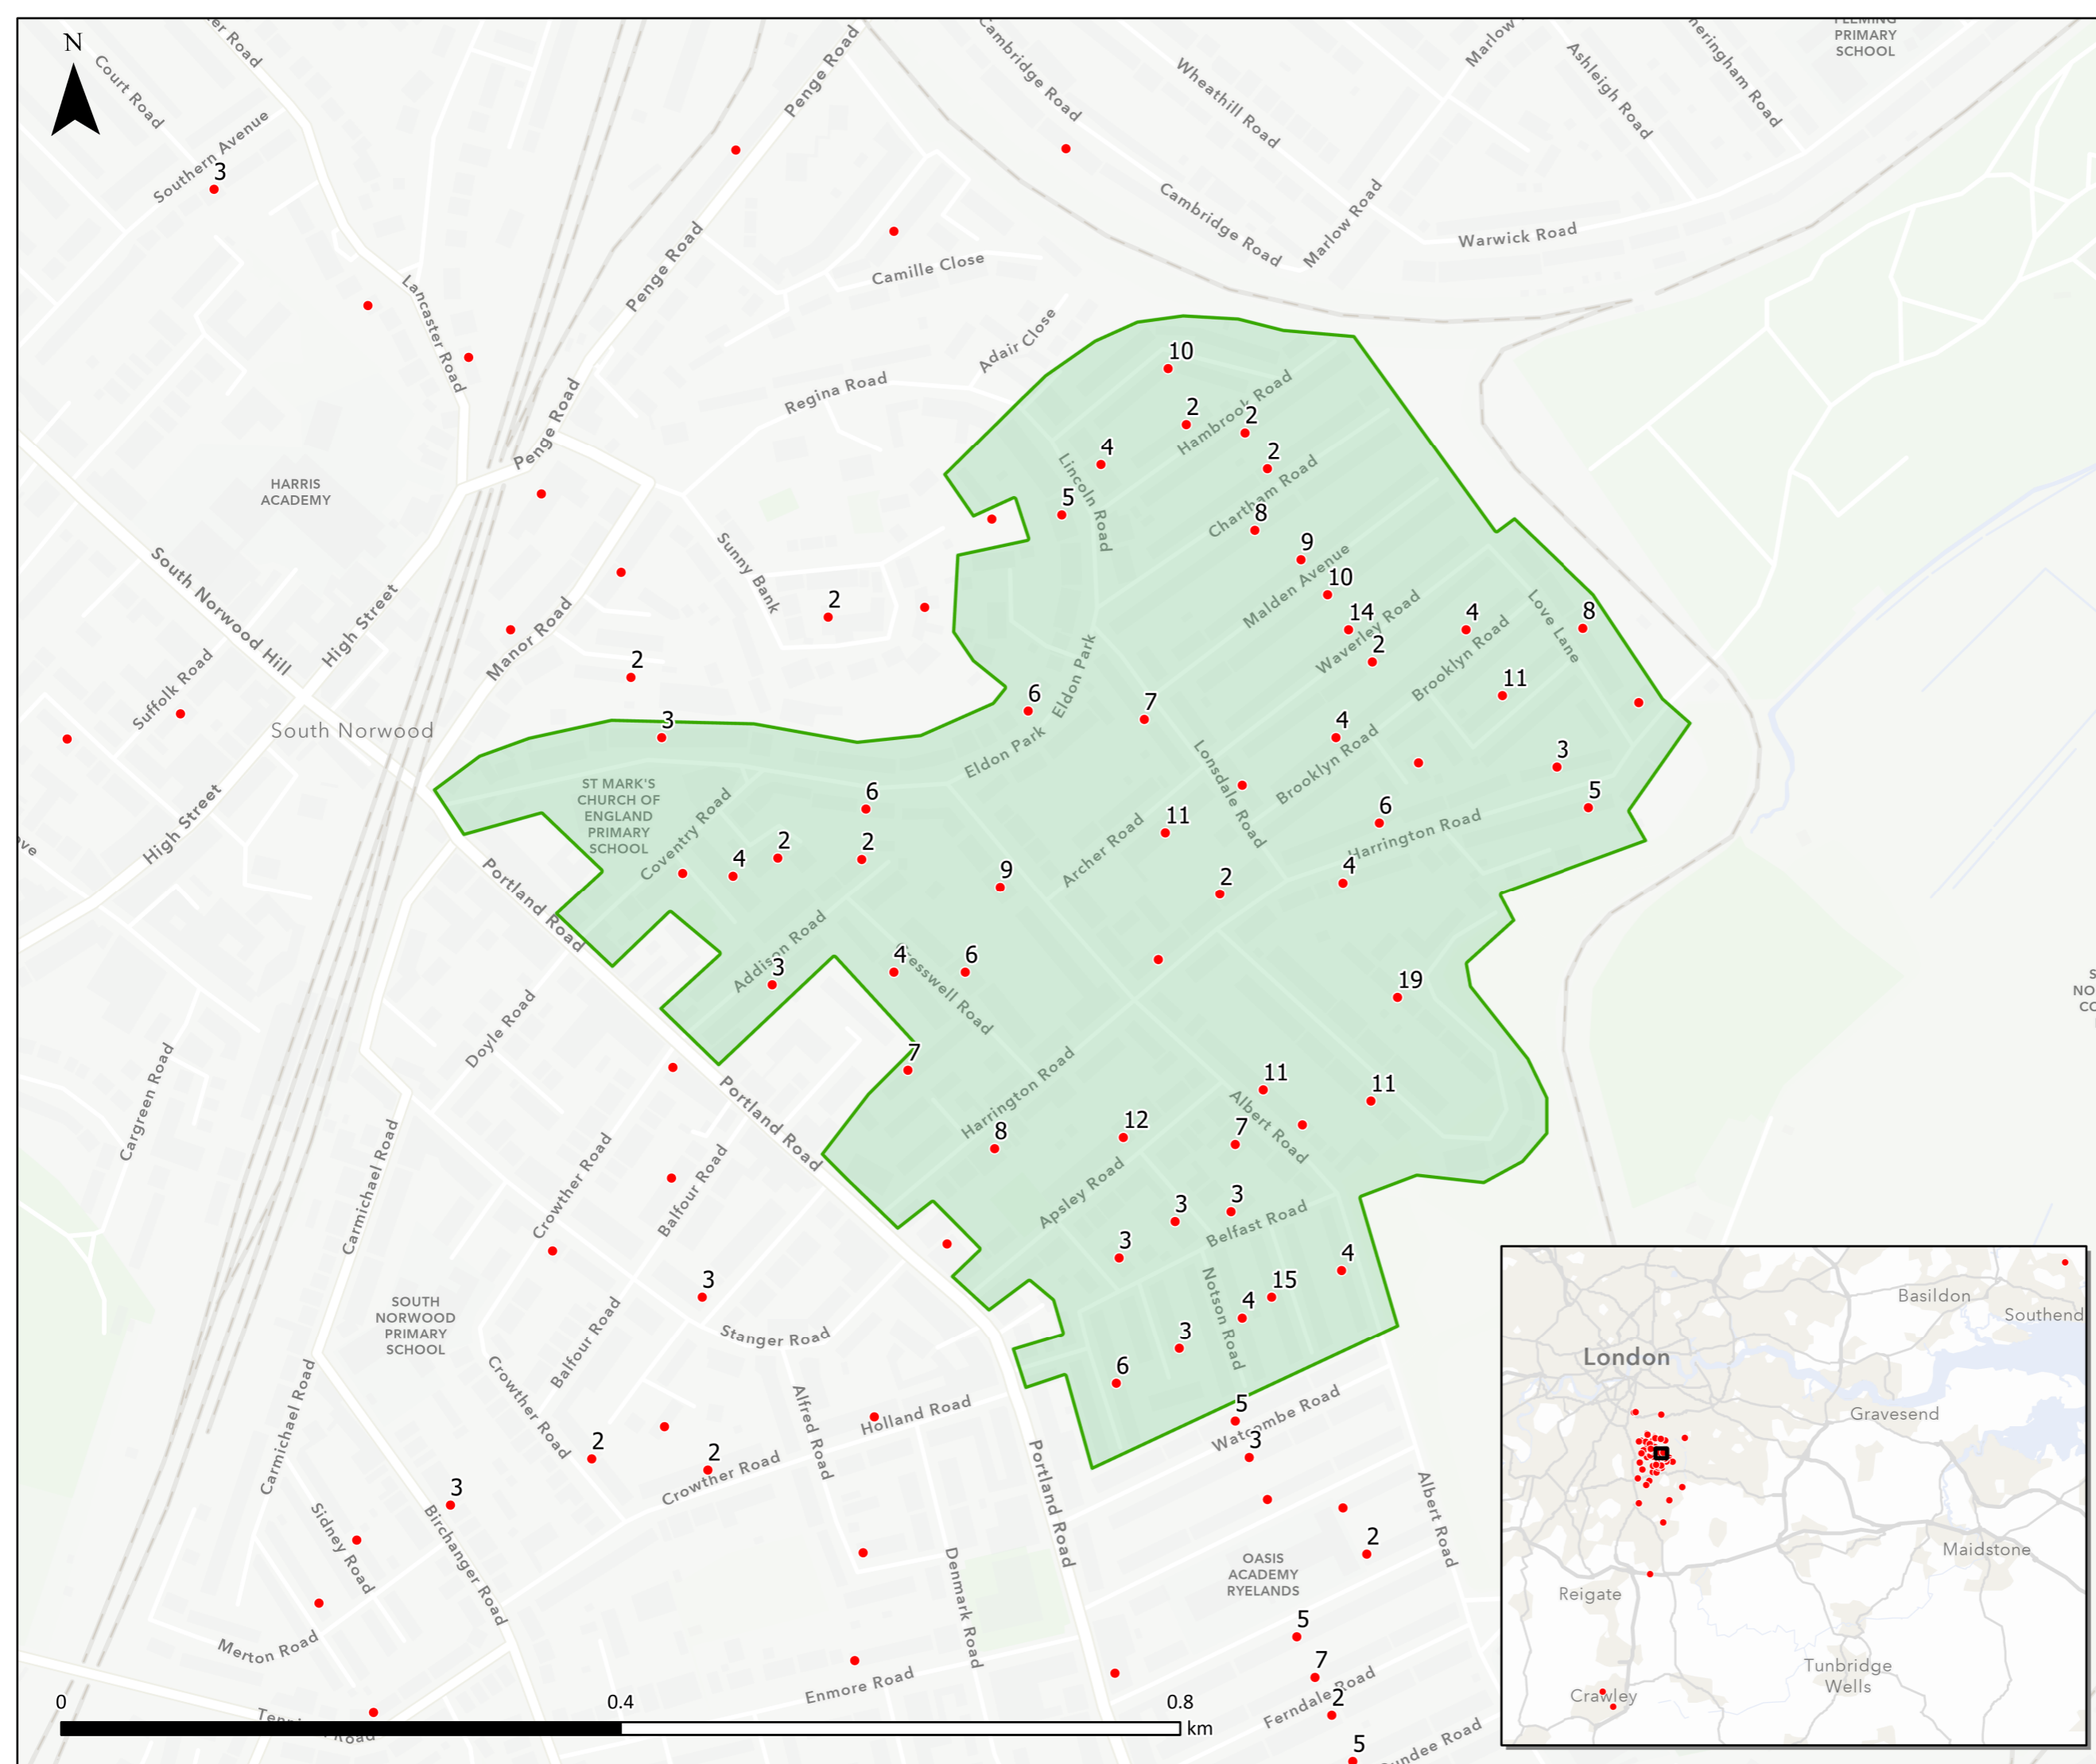 N
Court Road
Southern Avenue
3
Penge Road
Cambridge Road
Wheathill Road
Marlow
Ashleigh Road
PRIMARY
SCHOOL
Cambridge Road
Marlow Road
Warwick Road
Penge Road
Camille Close
Lancaster Road
Adair Close
Regina Road
Penge Road
10
2
Hambrook Road
2
4
Lincoln Road
2
Chartham Road
5
8
HARRIS
ACADEMY
9
Malden Avenue
10
14
Waverley Road
2
4
Brooklyn Road
Love Lane
8
11
South Norwood Hill
High Street
Sunny Bank
2
Manor Road
2
Suffolk Road
South Norwood
3
6
Eldon Park
7
Eldon Park
Lonsdale Road
4
Brooklyn Road
3
5
6
Harrington Road
4
High Street
ST MARK'S
CHURCH OF
ENGLAND
PRIMARY
SCHOOL
Coventry Road
6
2
4
2
9
11
Archer Road
2
Portland Road
Addison Road
3
4
6
esswell Road
19
Doyle Road
7
Harrington Road
11
11
Albert Road
Cargreen Road
Portland Road
8
12
7
Carmichael Road
Crowther Road
Balfour Road
Apsley Road
3
3
Belfast Road
3
4
15
4
Notson Road
3
6
SOUTH
NORWOOD
PRIMARY
SCHOOL
3
Stanger Road
Balfour Road
Crowther Road
Alfred Road
Holland Road
5
Watcombe Road
3
Carmichael Road
2
2
Crowther Road
Portland Road
Albert Road
3
Sidney Road
Birchanger Road
Denmark Road
2
OASIS
ACADEMY
RYELANDS
Merton Road
5
7
Enmore Road
Ferndale Road
2
5
0
0.4
0.8
km
London
Basildon
Southend
Gravesend
Maidstone
Reigate
Tunbridge
Wells
Crawley